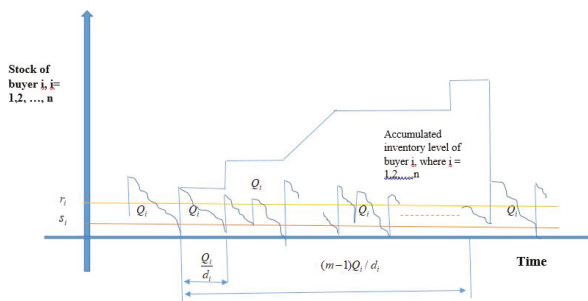 Stock of
buyer i, i=
1,2, …, n
Accumulated
inventory level of
buyer i, where i =
1,2,....,n
Q_i
r_i
Q_i
Q_i
Q_i
Q_i
s_i
Q_i
d_i
(m−1)Q_i / d_i
Time